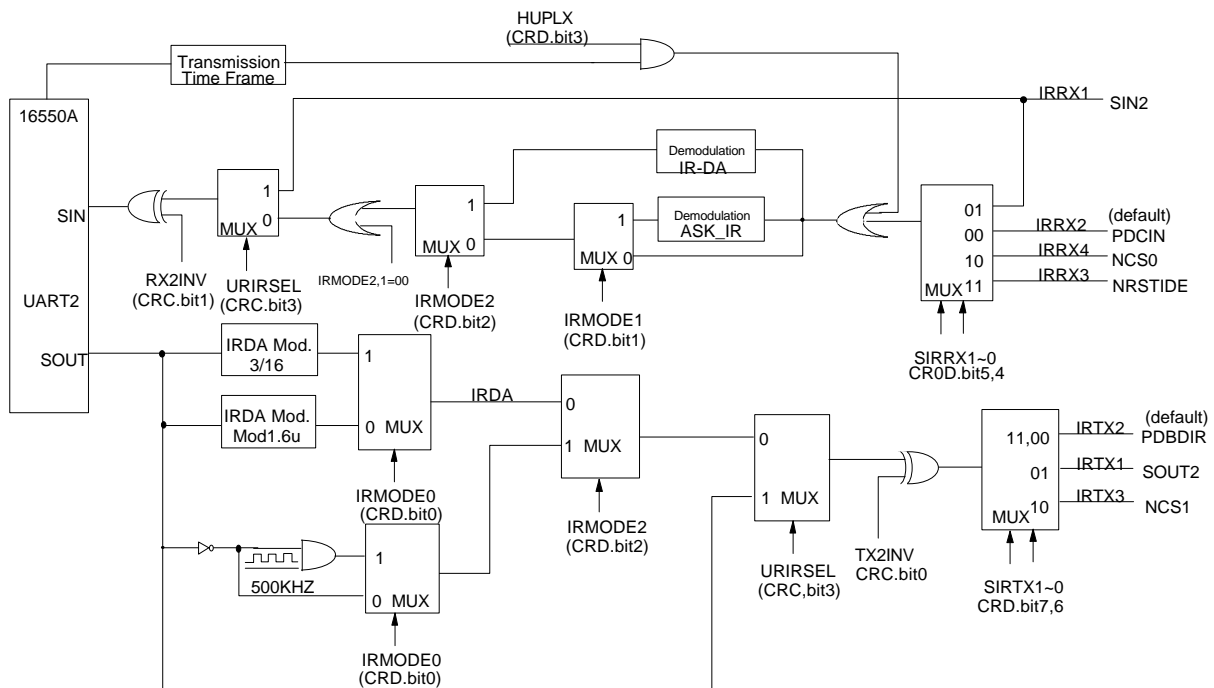 HUPLX
(CRD.bit3)
Transmission
Time Frame
16550A
IRRX1
SIN2
Demodulation
IR-DA
1
0
MUX
SIN
1
MUX 0
1
MUX 0
Demodulation
ASK_IR
01
00
10
11
MUX
IRRX2
(default)
PDCIN
IRRX4
NCS0
IRRX3
NRSTIDE
RX2INV
(CRC.bit1)
URIRSEL
(CRC.bit3)
IRMODE2,1=00
IRMODE2
(CRD.bit2)
IRMODE1
(CRD.bit1)
SIRRX1~0
CR0D.bit5,4
UART2
SOUT
IRDA Mod.
3/16
IRDA Mod.
Mod1.6u
1
0 MUX
IRDA
0
1 MUX
0
1 MUX
11,00
01
10
MUX
IRTX2
(default)
PDBDIR
IRTX1
SOUT2
IRTX3
NCS1
IRMODE0
(CRD.bit0)
IRMODE2
(CRD.bit2)
URIRSEL
(CRC,bit3)
TX2INV
CRC.bit0
SIRTX1~0
CRD.bit7,6
500KHZ
1
0 MUX
IRMODE0
(CRD.bit0)